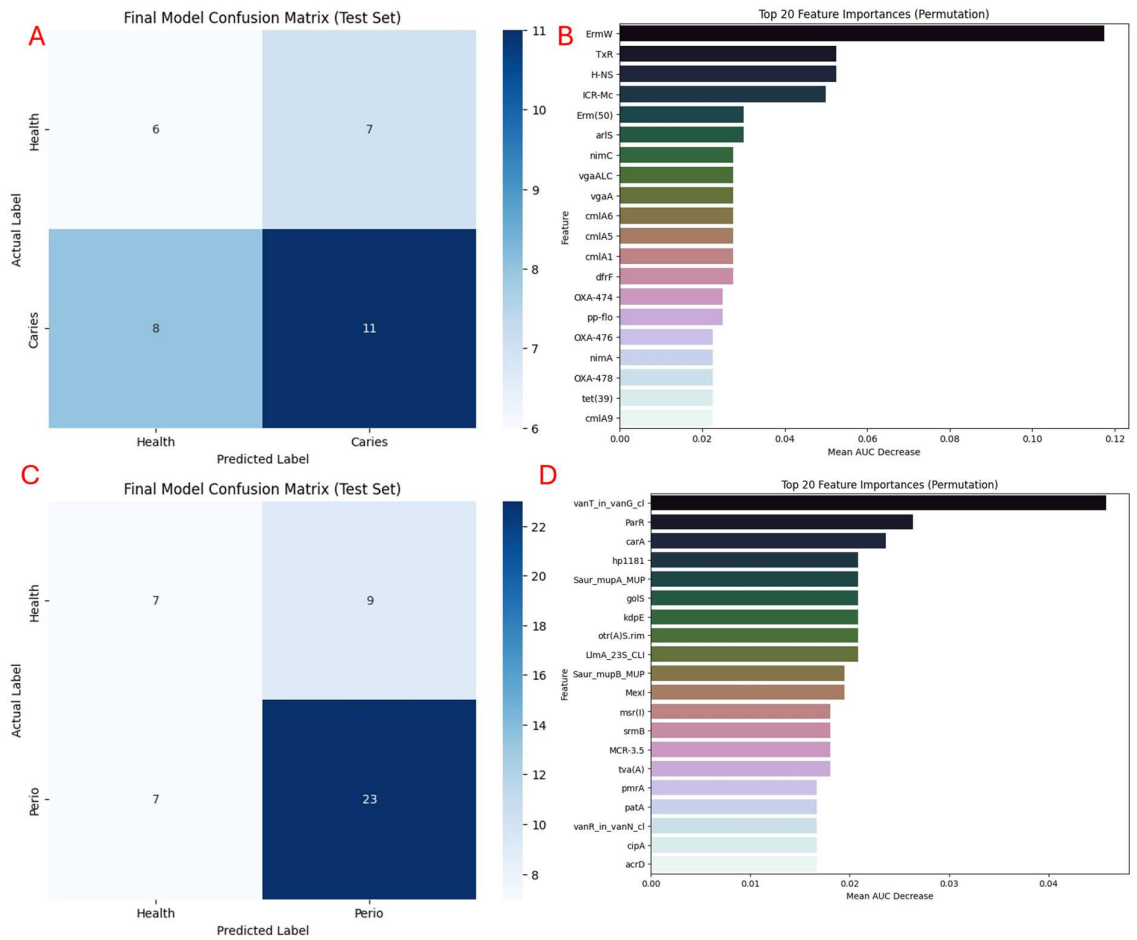 A
Final Model Confusion Matrix (Test Set)
Actual Label
Health
Caries
6
7
8
11
Health
Caries
Predicted Label
11
10
9
8
7
6
B
Top 20 Feature Importances (Permutation)
Feature
ErmW
TxR
H-NS
ICR-Mc
Erm(50)
arlS
nimC
vgaALC
vgaA
cmlA6
cmlA5
cmlA1
dfrF
OXA-474
pp-flo
OXA-476
nimA
OXA-478
tet(39)
cmlA9
0.00 0.02 0.04 0.06 0.08 0.10 0.12
Mean AUC Decrease
C
Final Model Confusion Matrix (Test Set)
Actual Label
Health
Perio
7
9
7
23
Health
Perio
Predicted Label
22
20
18
16
14
12
10
8
D
Top 20 Feature Importances (Permutation)
Feature
vanT_in_vanG_cl
ParR
carA
hp1181
Saur_mupA_MUP
golS
kdpE
otr(A)S.rim
LlmA_23S_CLI
Saur_mupB_MUP
MexI
msr(I)
srmB
MCR-3.5
tva(A)
pmrA
patA
vanR_in_vanN_cl
cipA
acrD
0.00 0.01 0.02 0.03 0.04
Mean AUC Decrease